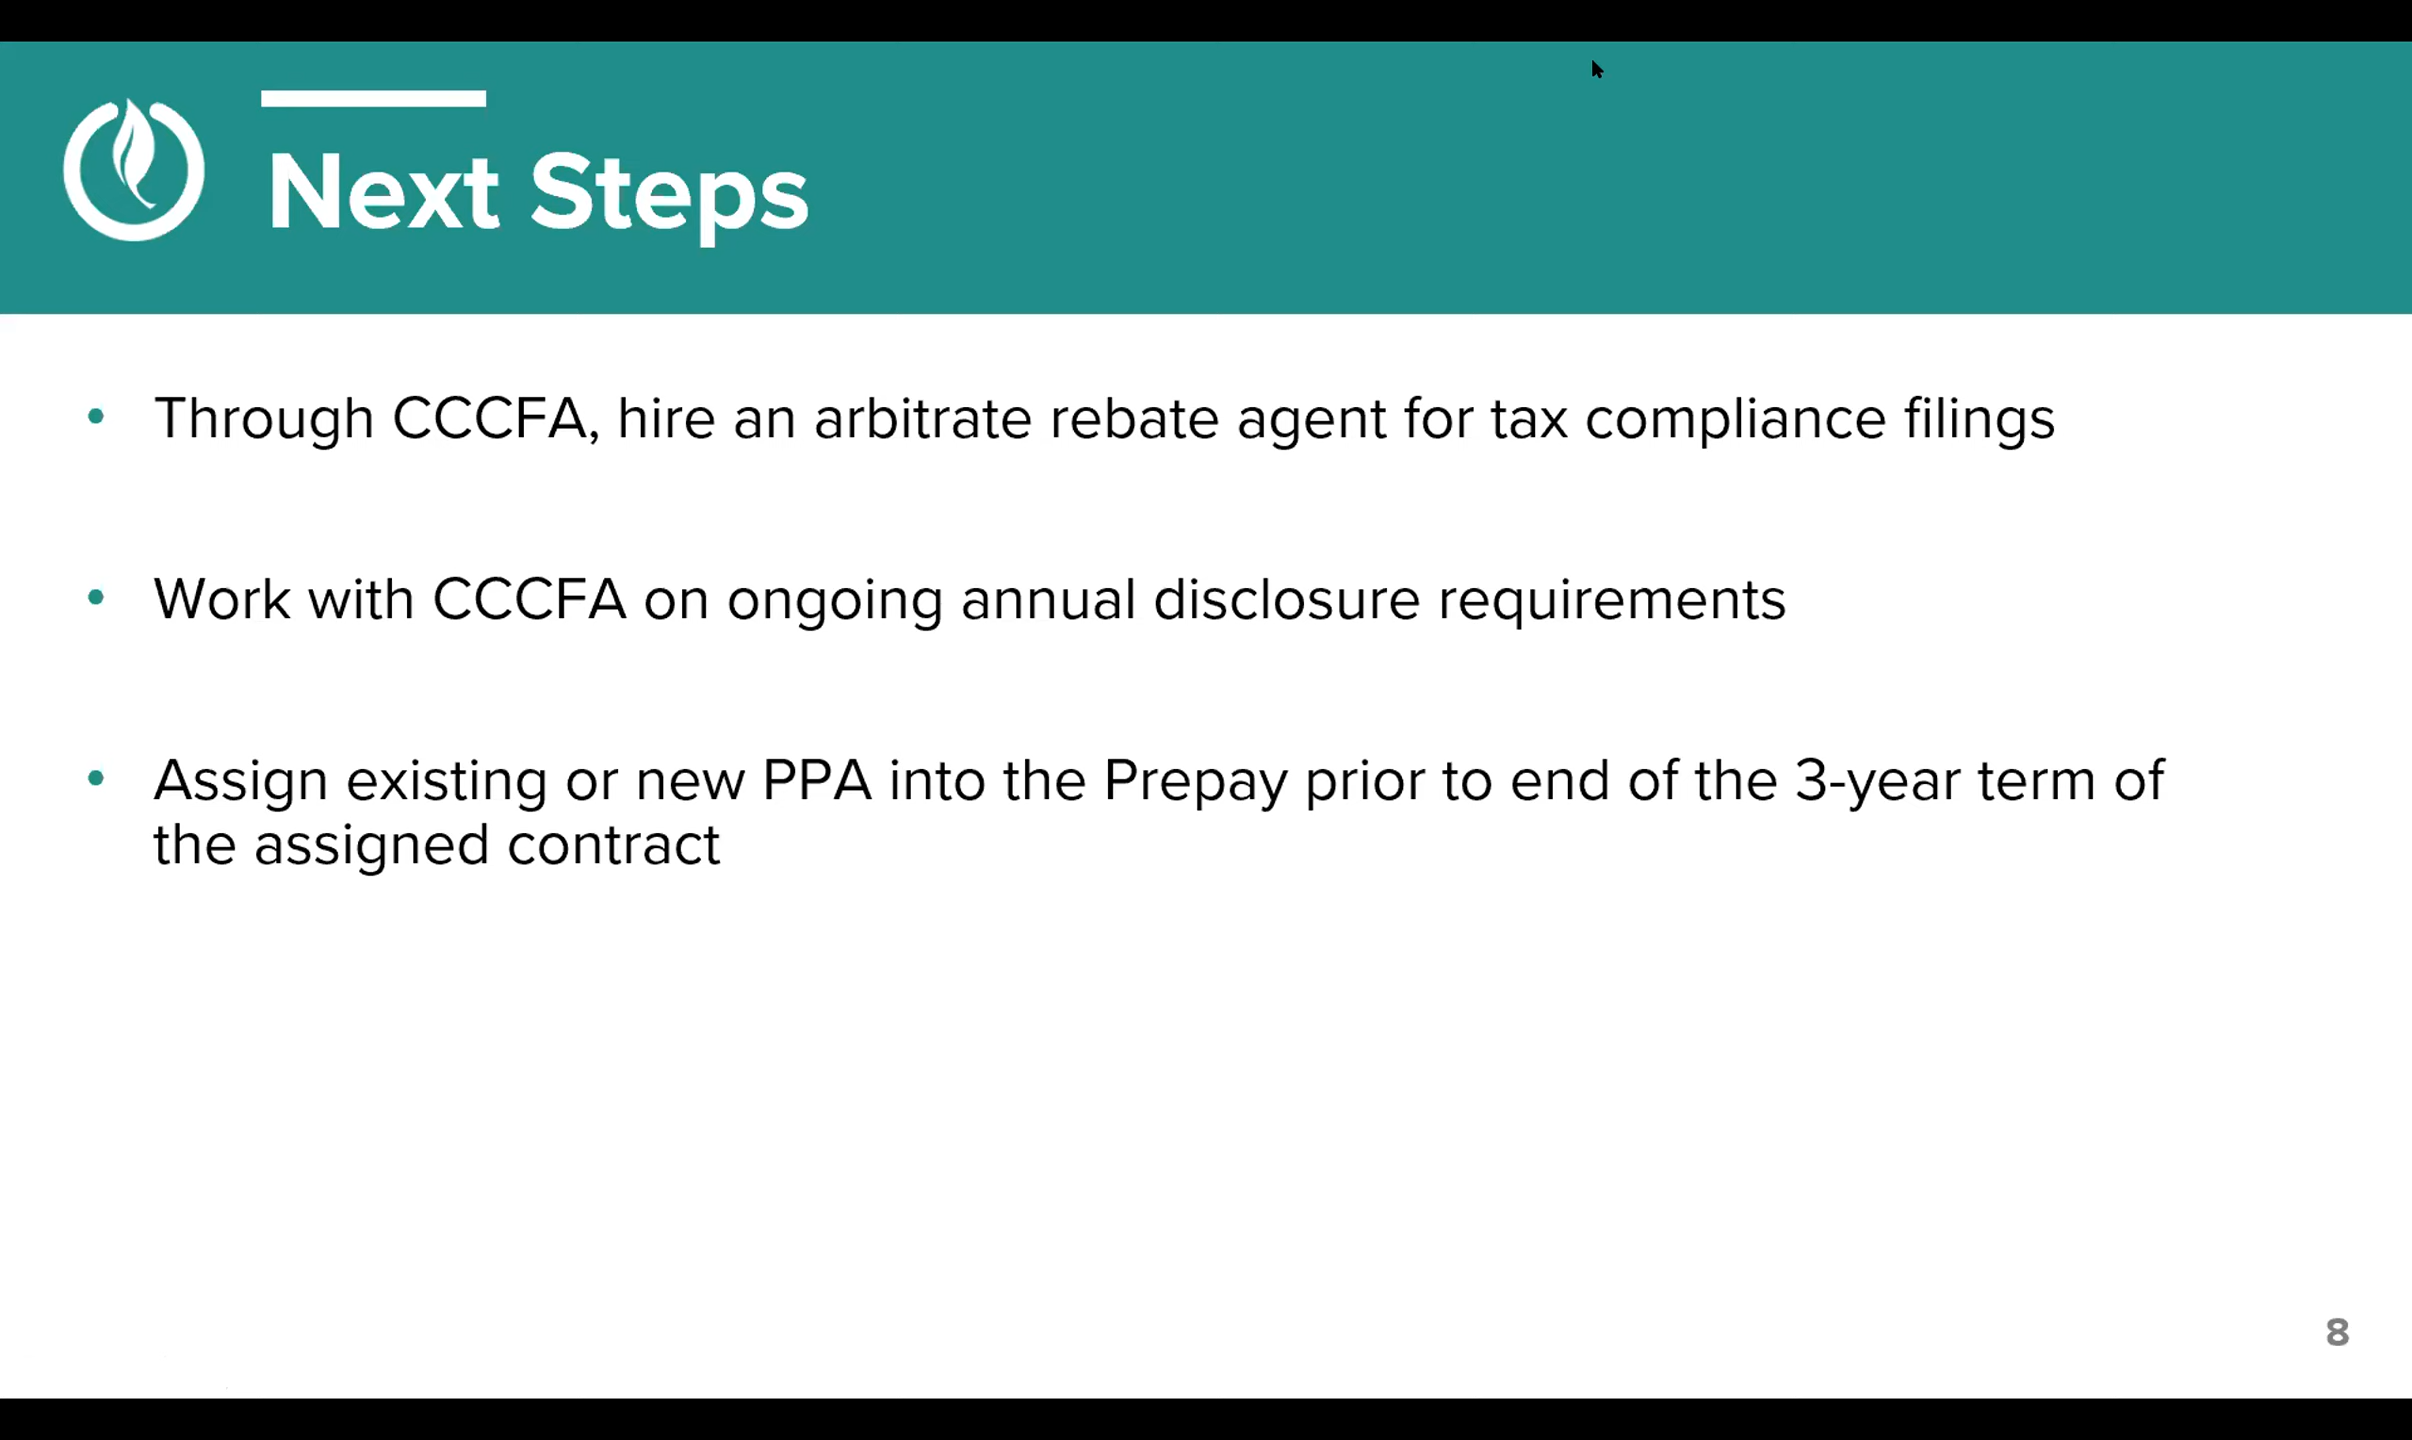 Next Steps
• Through CCCFA, hire an arbitrate rebate agent for tax compliance filings
• Work with CCCFA on ongoing annual disclosure requirements
• Assign existing or new PPA into the Prepay prior to end of the 3-year term of
the assigned contract
8